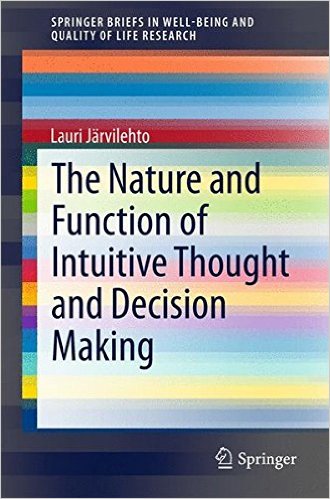 SPRINGER BRIEFS IN WELL-BEING AND
QUALITY OF LIFE RESEARCH
Lauri Järvilehto
The Nature and
Function of
Intuitive Thought
and Decision
Making
Springer